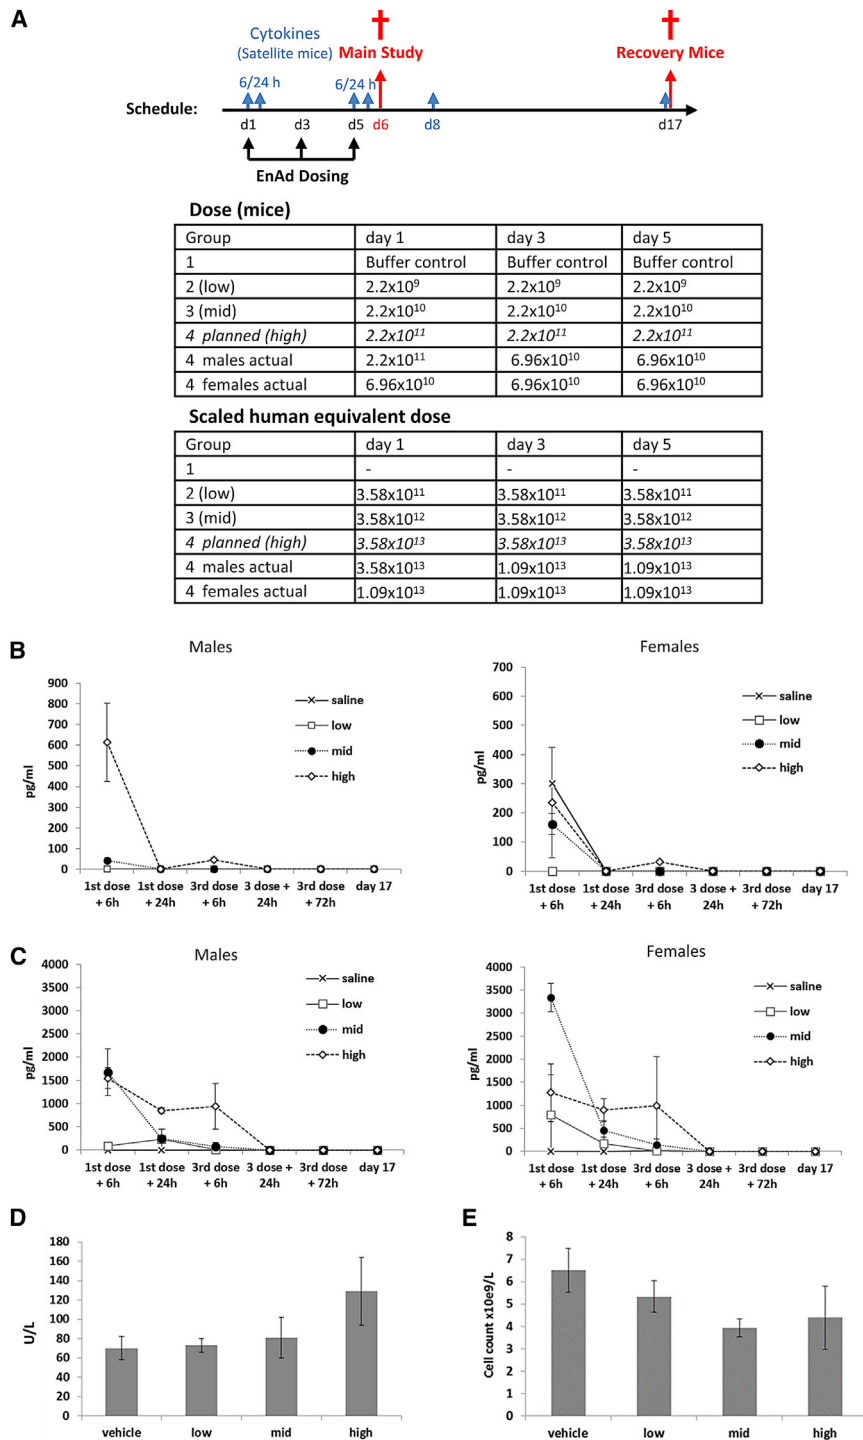 A
Cytokines
(Satellite mice) Main Study Recovery Mice
6/24 h 6/24 h
Schedule:
d1 d3 d5 d6 d8 d17
EnAd Dosing
Dose (mice)
Group day 1 day 3 day 5
1 Buffer control Buffer control Buffer control
2 (low) 2.2x10⁹ 2.2x10⁹ 2.2x10⁹
3 (mid) 2.2x10¹⁰ 2.2x10¹⁰ 2.2x10¹⁰
4 planned (high) 2.2x10¹¹ 2.2x10¹¹ 2.2x10¹¹
4 males actual 2.2x10¹¹ 6.96x10¹⁰ 6.96x10¹⁰
4 females actual 6.96x10¹⁰ 6.96x10¹⁰ 6.96x10¹⁰
Scaled human equivalent dose
Group day 1 day 3 day 5
1 - - -
2 (low) 3.58x10¹¹ 3.58x10¹¹ 3.58x10¹¹
3 (mid) 3.58x10¹² 3.58x10¹² 3.58x10¹²
4 planned (high) 3.58x10¹³ 3.58x10¹³ 3.58x10¹³
4 males actual 3.58x10¹³ 1.09x10¹³ 1.09x10¹³
4 females actual 1.09x10¹³ 1.09x10¹³ 1.09x10¹³
B
Males
900
800
700
600
500
400
300
200
100
0
pg/ml
saline
low
mid
high
1st dose 1st dose 3rd dose 3 dose + 3rd dose day 17
+ 6h + 24h + 6h 24h + 72h
Females
700
600
500
400
300
200
100
0
pg/ml
saline
low
mid
high
1st dose 1st dose 3rd dose 3 dose + 3rd dose day 17
+ 6h + 24h + 6h 24h + 72h
C
Males
4000
3500
3000
2500
2000
1500
1000
500
0
pg/ml
saline
low
mid
high
1st dose 1st dose 3rd dose 3 dose + 3rd dose day 17
+ 6h + 24h + 6h 24h + 72h
Females
4000
3500
3000
2500
2000
1500
1000
500
0
pg/ml
saline
low
mid
high
1st dose 1st dose 3rd dose 3 dose + 3rd dose day 17
+ 6h + 24h + 6h 24h + 72h
D
180
160
140
120
100
80
60
40
20
0
U/L
vehicle low mid high
E
8
7
6
5
4
3
2
1
0
Cell count x10e9/L
vehicle low mid high